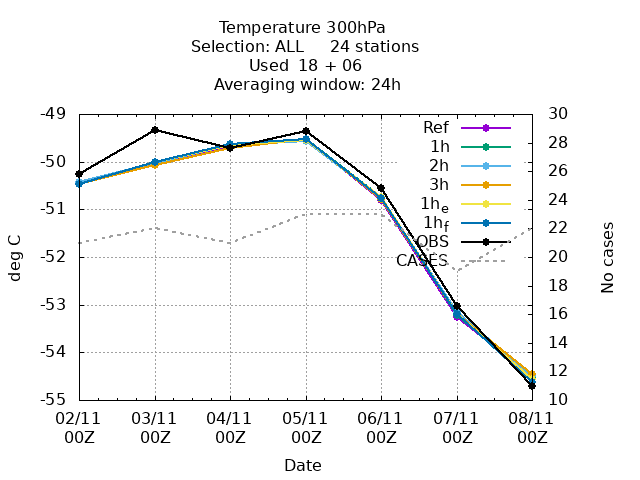 Temperature 300hPa
Selection: ALL     24 stations
Used  18 + 06
Averaging window: 24h
-49
-50
-51
-52
-53
-54
-55
deg C
30
28
26
24
22
20
18
16
14
12
10
No cases
Ref
1h
2h
3h
1he
1hf
OBS
CASES
02/11 03/11 04/11 05/11 06/11 07/11 08/11
00Z 00Z 00Z 00Z 00Z 00Z 00Z
Date